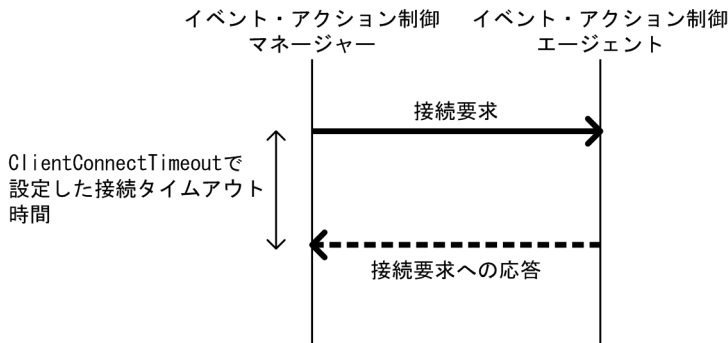 イベント・アクション制御
マネージャー
イベント・アクション制御
エージェント
接続要求
ClientConnectTimeoutで
設定した接続タイムアウト
時間
接続要求への応答